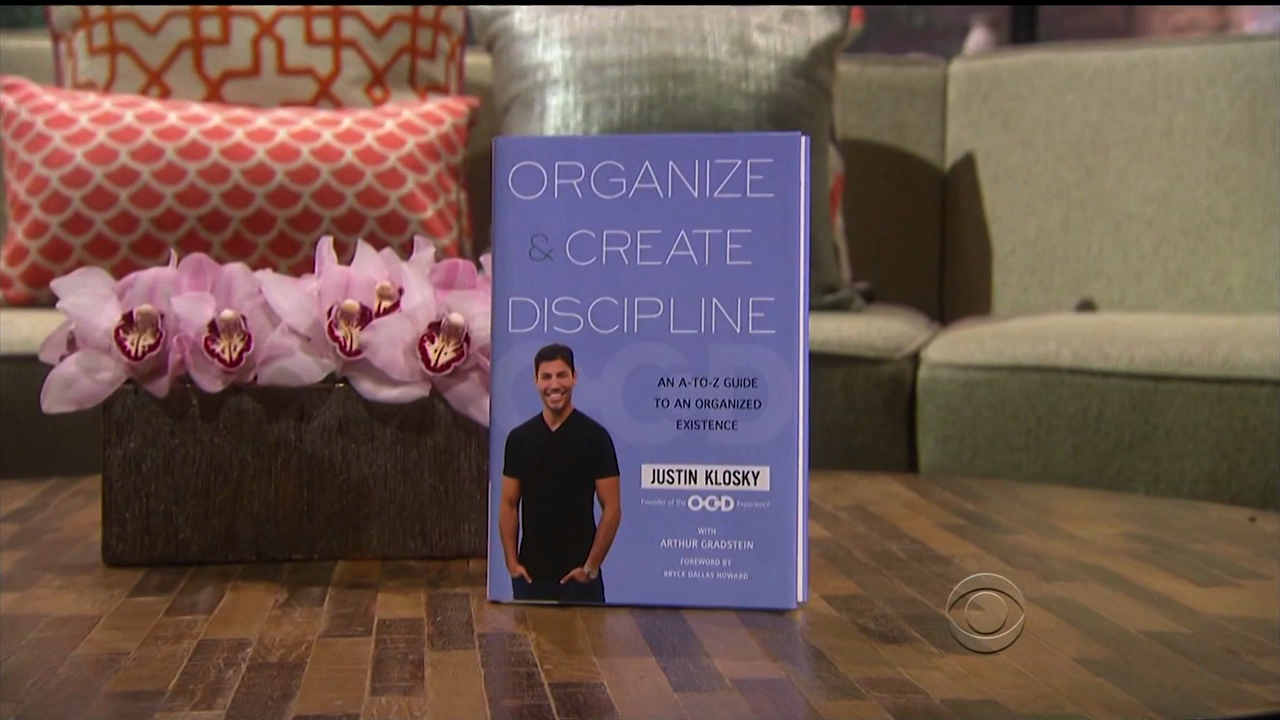 ORGANIZE
& CREATE
DISCIPLINE
OCD
AN A-TO-Z GUIDE
TO AN ORGANIZED
EXISTENCE
JUSTIN KLOSKY
Founder of the OCD Experience
WITH
ARTHUR GRADSTEIN
FOREWORD BY
BRYCE DALLAS HOWARD